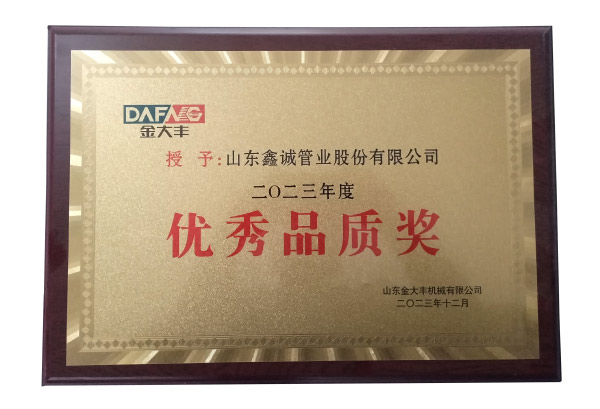 DAFANG
金大丰
授 予:山东鑫诚管业股份有限公司
二〇二三年度
优秀品质奖
山东金大丰机械有限公司
二〇二三年十二月